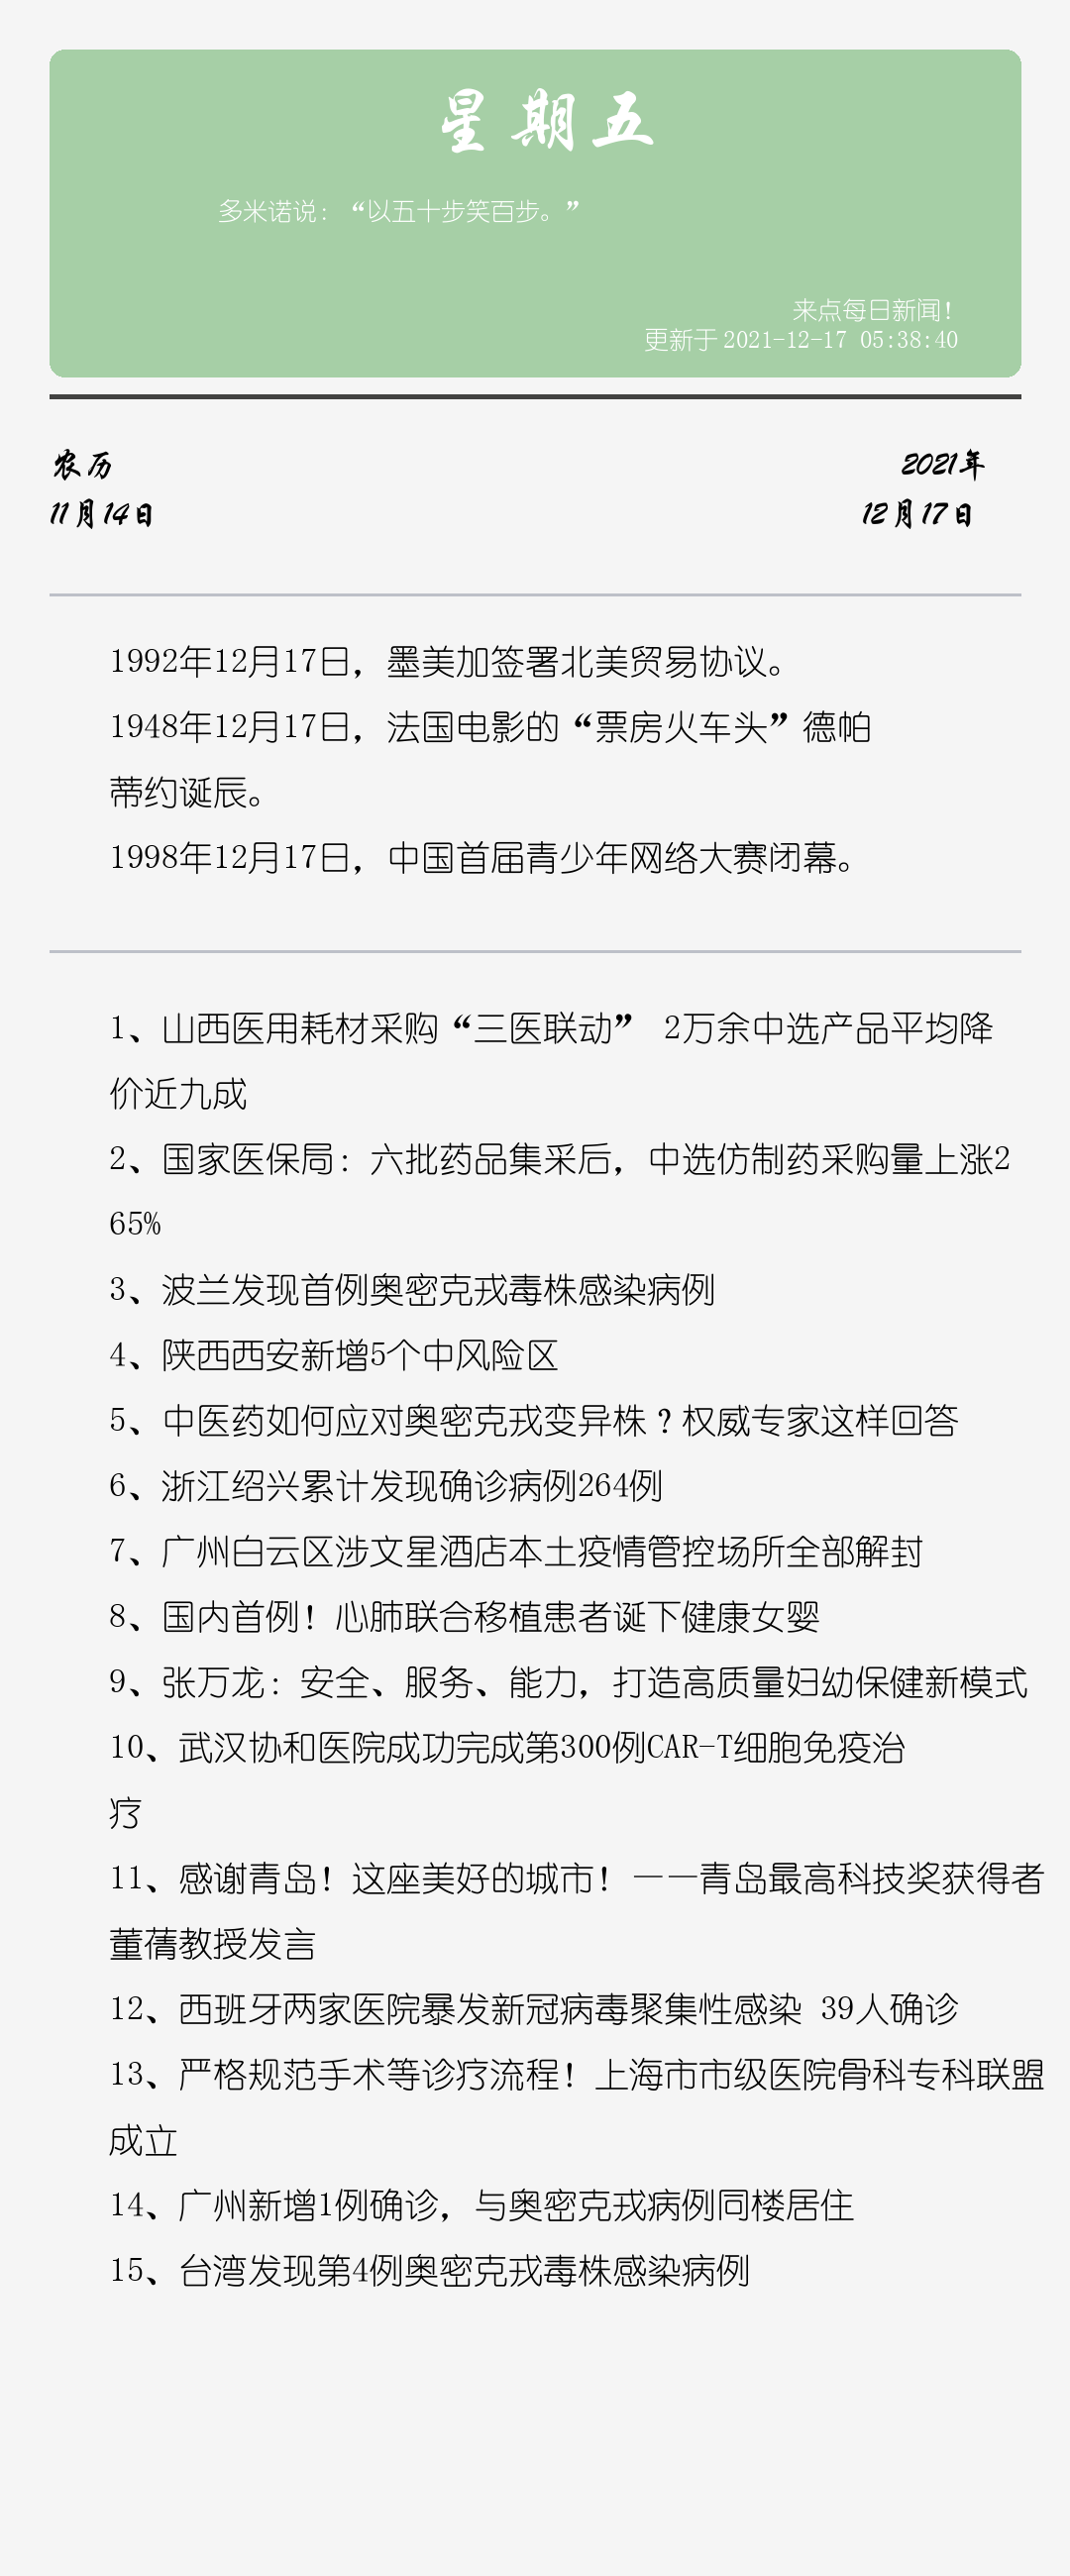 星期五
多米诺说：“以五十步笑百步。”
来点每日新闻！
更新于 2021-12-17 05:38:40
农历
2021年
11月14日
12月17日
1992年12月17日，墨美加签署北美贸易协议。
1948年12月17日，法国电影的“票房火车头”德帕
蒂约诞辰。
1998年12月17日，中国首届青少年网络大赛闭幕。
1、山西医用耗材采购“三医联动” 2万余中选产品平均降
价近九成
2、国家医保局：六批药品集采后，中选仿制药采购量上涨2
65%
3、波兰发现首例奥密克戎毒株感染病例
4、陕西西安新增5个中风险区
5、中医药如何应对奥密克戎变异株？权威专家这样回答
6、浙江绍兴累计发现确诊病例264例
7、广州白云区涉文星酒店本土疫情管控场所全部解封
8、国内首例！心肺联合移植患者诞下健康女婴
9、张万龙：安全、服务、能力，打造高质量妇幼保健新模式
10、武汉协和医院成功完成第300例CAR-T细胞免疫治
疗
11、感谢青岛！这座美好的城市！——青岛最高科技奖获得者
董蒨教授发言
12、西班牙两家医院暴发新冠病毒聚集性感染 39人确诊
13、严格规范手术等诊疗流程！上海市市级医院骨科专科联盟
成立
14、广州新增1例确诊，与奥密克戎病例同楼居住
15、台湾发现第4例奥密克戎毒株感染病例